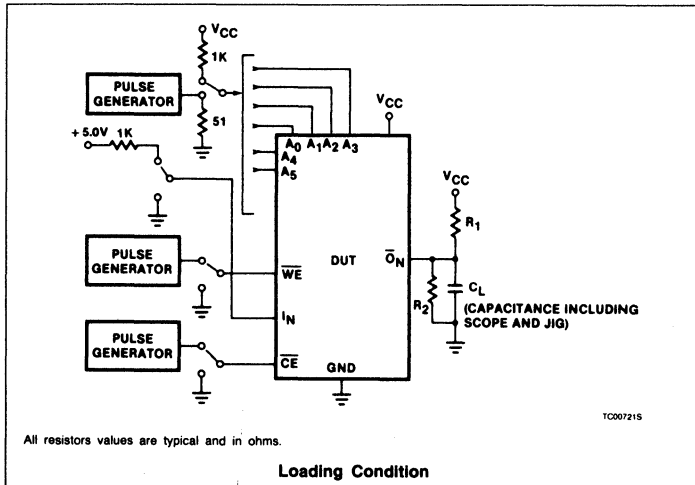 VCC
1K
PULSE
GENERATOR
51
+ 5.0V 1K
VCC
A0 A1 A2 A3
A4
A5
VCC
R1
PULSE
GENERATOR
WE
DUT
ON
IN
R2
CL
(CAPACITANCE INCLUDING
SCOPE AND JIG)
PULSE
GENERATOR
CE
GND
TC00721S
All resistors values are typical and in ohms.
Loading Condition